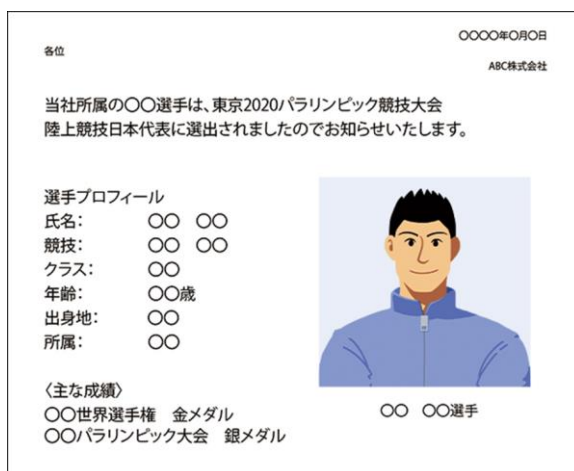 〇〇〇〇年〇月〇日
各位
ABC株式会社
当社所属の〇〇選手は、東京2020パラリンピック競技大会
陸上競技日本代表に選出されましたのでお知らせいたします。
選手プロフィール
氏名: 〇〇 〇〇
競技: 〇〇 〇〇
クラス: 〇〇
年齢: 〇〇歳
出身地: 〇〇
所属: 〇〇
〈主な成績〉
〇〇世界選手権 金メダル
〇〇パラリンピック大会 銀メダル
〇〇 〇〇選手